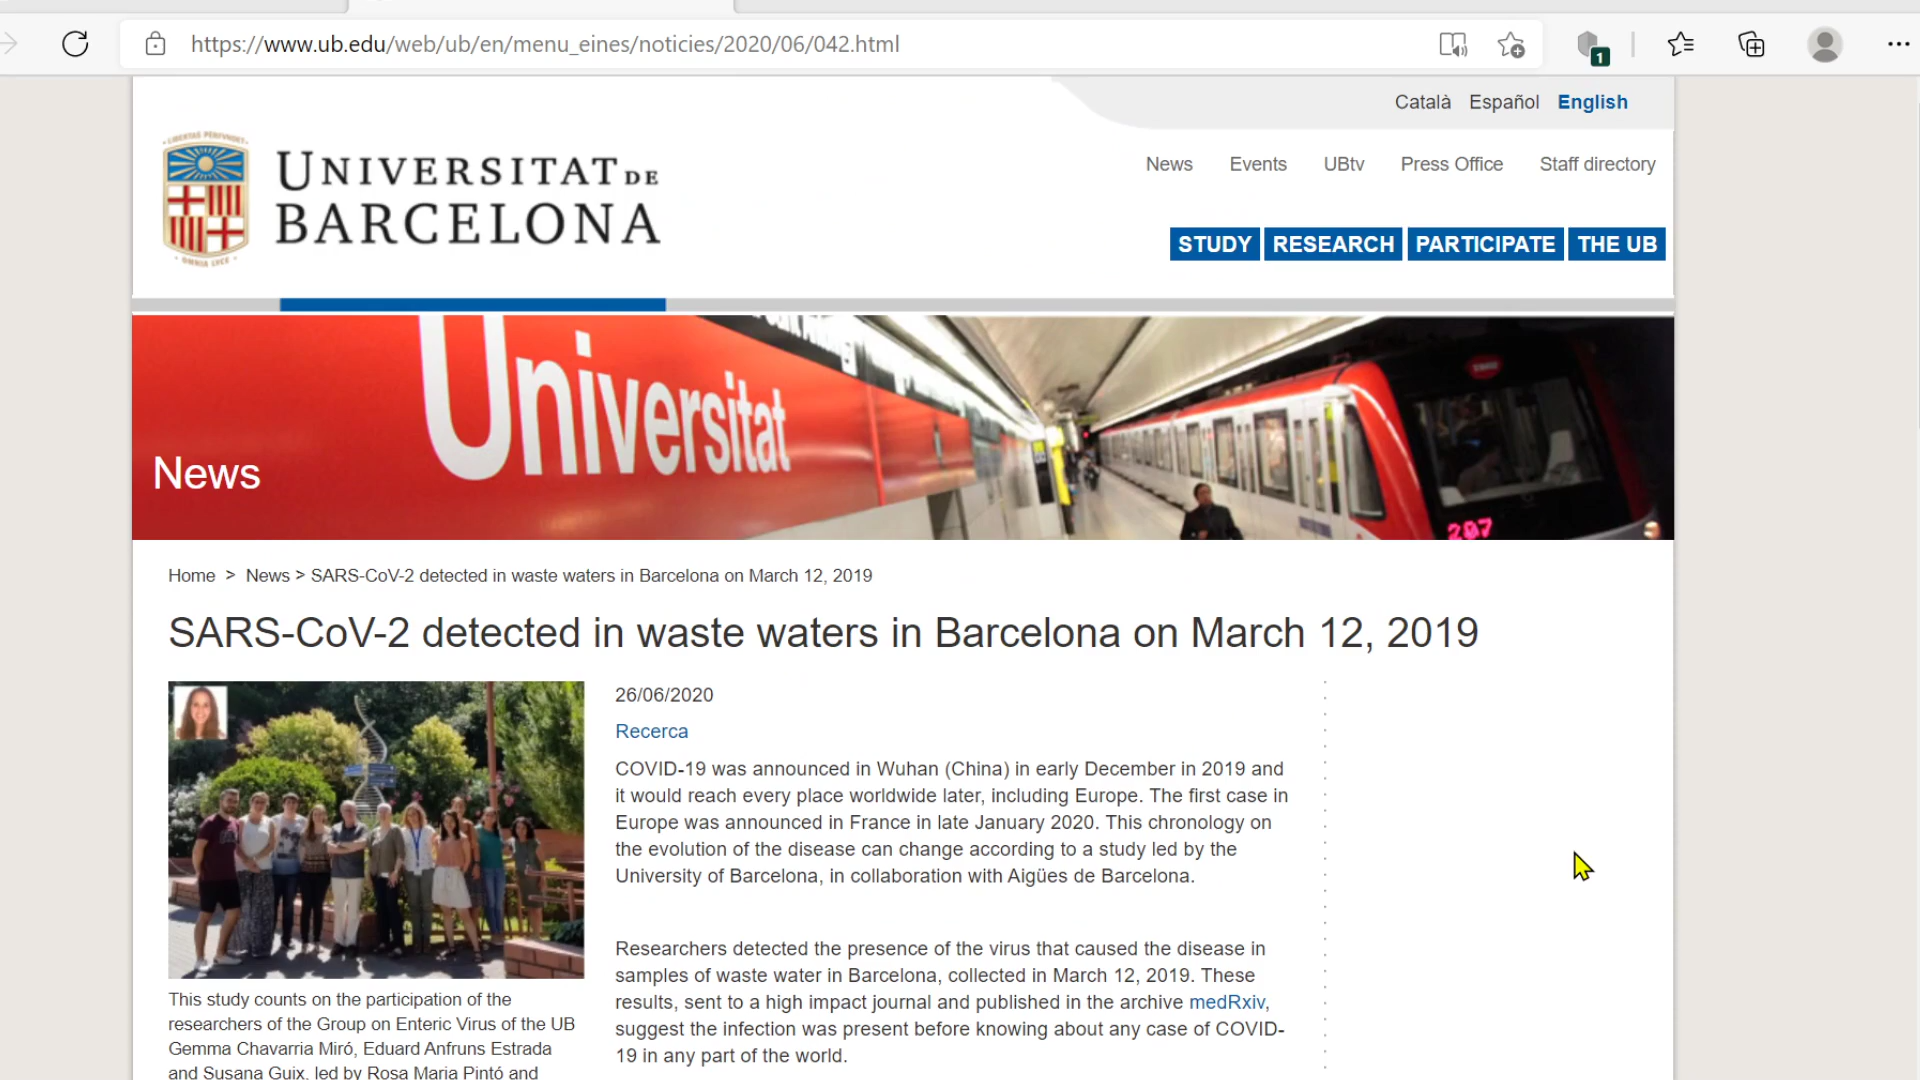 https://www.ub.edu/web/ub/en/menu_eines/noticies/2020/06/042.html
1
Català Español English
LIBERTAS PERFUNDET
UNIVERSITAT DE
BARCELONA
OMNIA LUCE
News Events UBtv Press Office Staff directory
STUDY RESEARCH PARTICIPATE THE UB
Universitat
News
207
Home > News > SARS-CoV-2 detected in waste waters in Barcelona on March 12, 2019
SARS-CoV-2 detected in waste waters in Barcelona on March 12, 2019
26/06/2020
Recerca
COVID-19 was announced in Wuhan (China) in early December in 2019 and
it would reach every place worldwide later, including Europe. The first case in
Europe was announced in France in late January 2020. This chronology on
the evolution of the disease can change according to a study led by the
University of Barcelona, in collaboration with Aigües de Barcelona.
Researchers detected the presence of the virus that caused the disease in
samples of waste water in Barcelona, collected in March 12, 2019. These
results, sent to a high impact journal and published in the archive medRxiv,
suggest the infection was present before knowing about any case of COVID-
19 in any part of the world.
This study counts on the participation of the
researchers of the Group on Enteric Virus of the UB
Gemma Chavarria Miró, Eduard Anfruns Estrada
and Susana Guix, led by Rosa Maria Pintó and